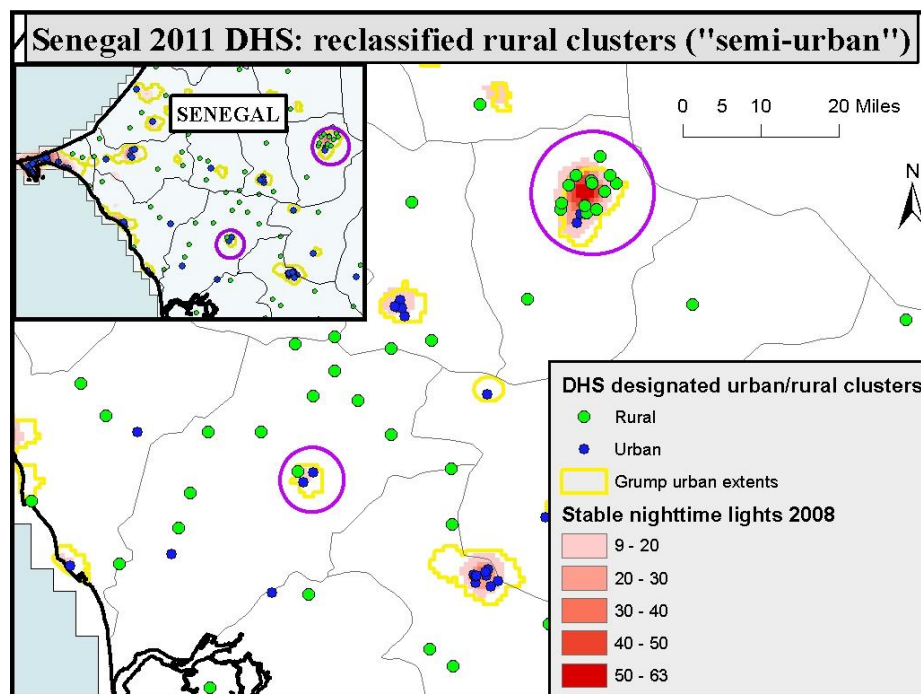 Senegal 2011 DHS: reclassified rural clusters ("semi-urban")
SENEGAL
0 5 10 20 Miles
N
DHS designated urban/rural clusters
Rural
Urban
Grump urban extents
Stable nighttime lights 2008
9 - 20
20 - 30
30 - 40
40 - 50
50 - 63